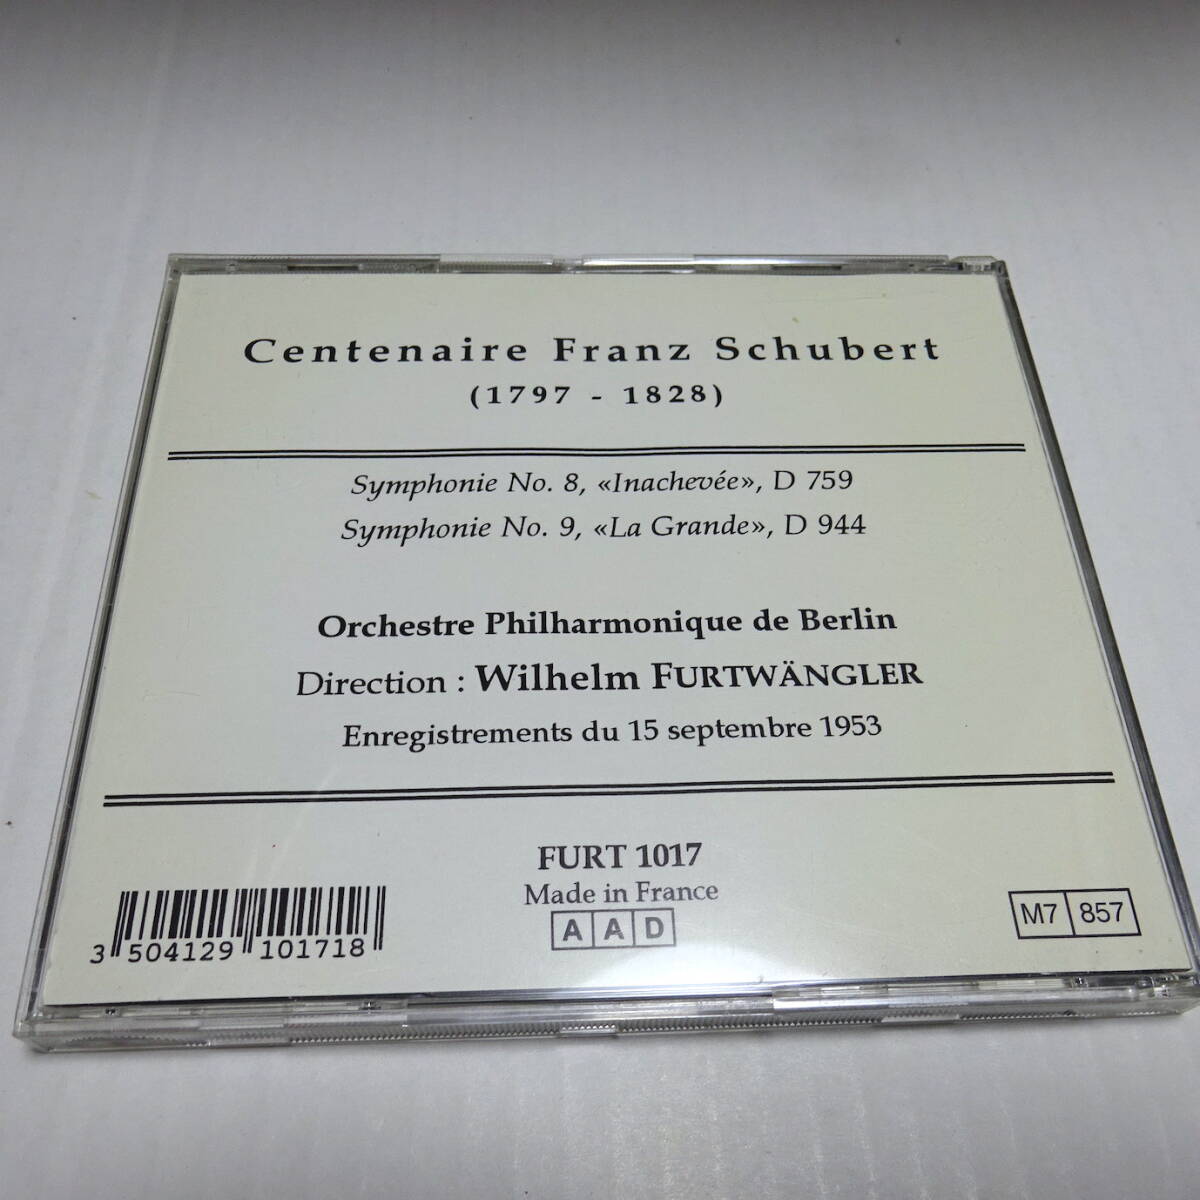 Centenaire Franz Schubert
(1797 - 1828)
Symphonie No. 8, «Inachevée», D 759
Symphonie No. 9, «La Grande», D 944
Orchestre Philharmonique de Berlin
Direction : Wilhelm FURTWÄNGLER
Enregistrements du 15 septembre 1953
FURT 1017
Made in France
A A D
M7 857
3 504129 101718